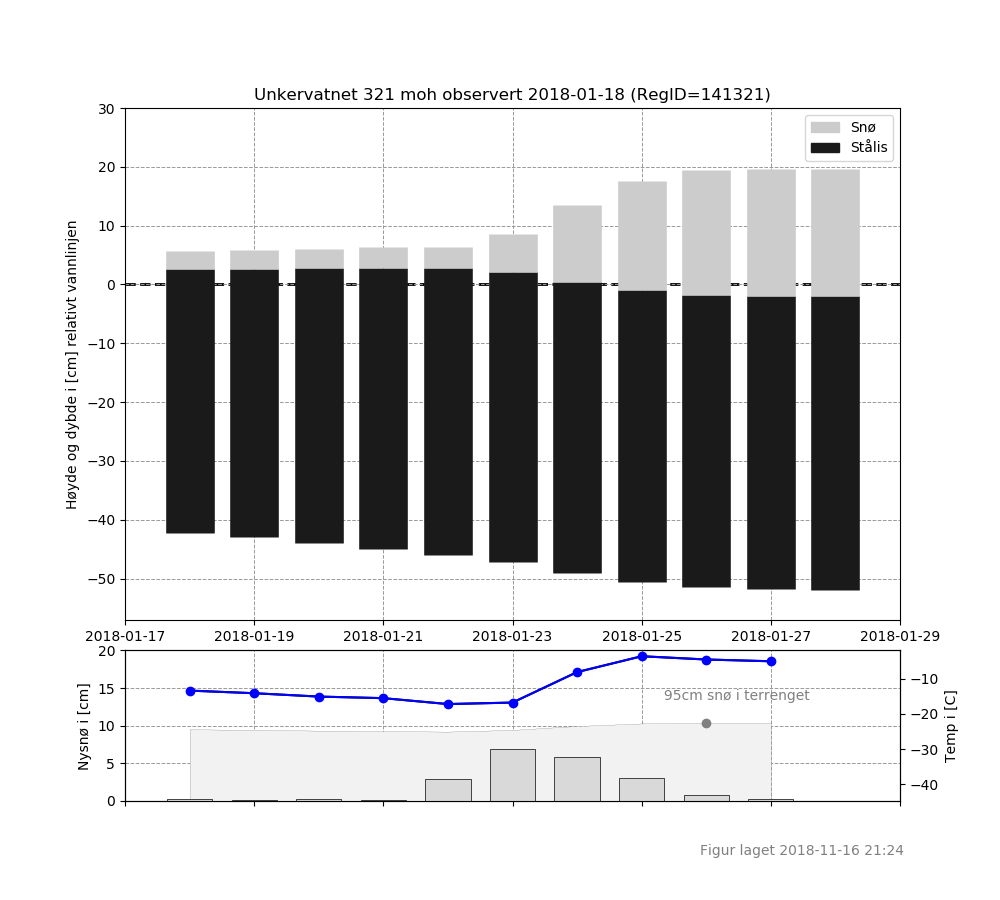 Unkervatnet 321 moh observert 2018-01-18 (RegID=141321)
30
20
10
0
−10
−20
−30
−40
−50
Høyde og dybde i [cm] relativt vannlinjen
Snø
Stålis
2018-01-17 2018-01-19 2018-01-21 2018-01-23 2018-01-25 2018-01-27 2018-01-29
20
15
10
5
0
Nysnø i [cm]
95cm snø i terrenget
−10
−20
−30
−40
Temp i [C]
Figur laget 2018-11-16 21:24